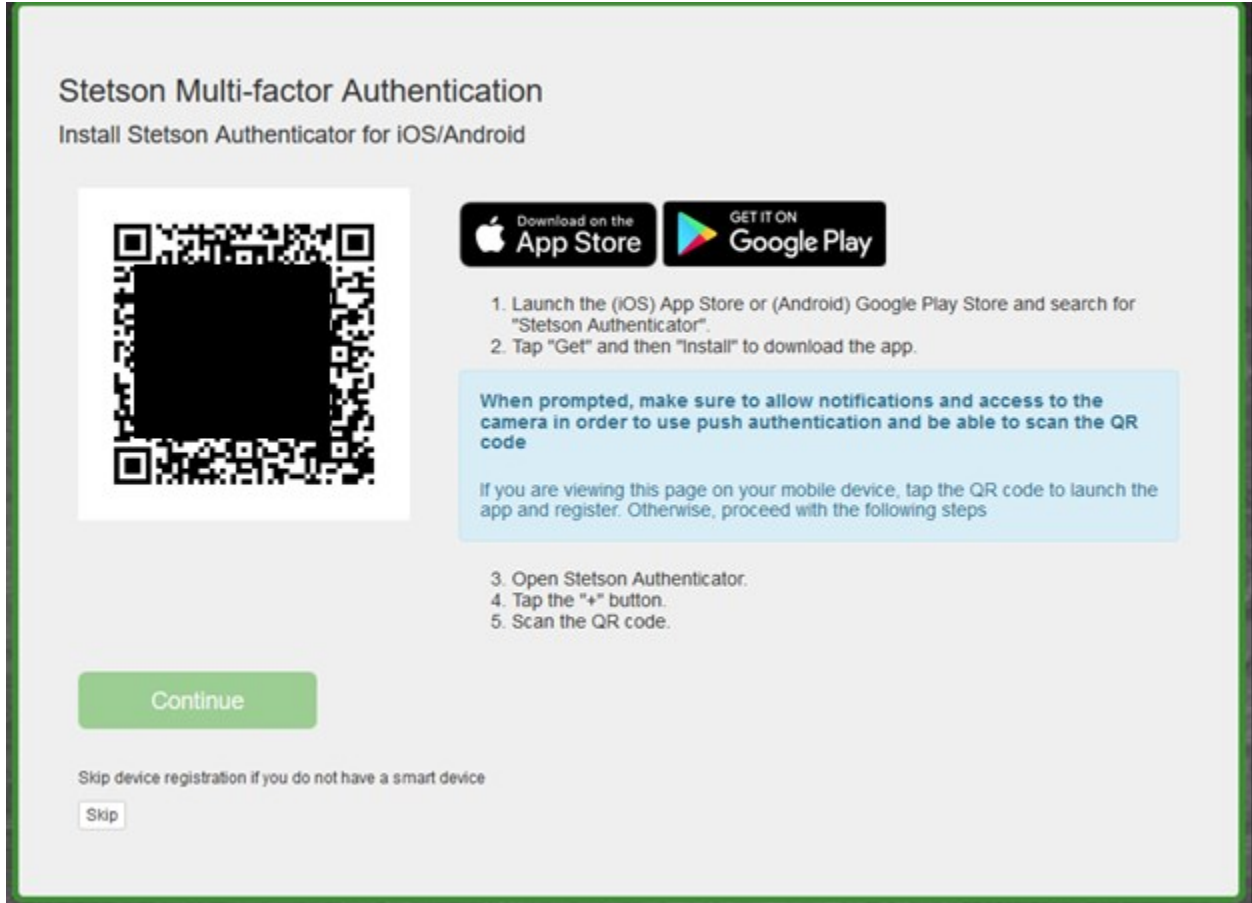 Stetson Multi-factor Authentication
Install Stetson Authenticator for iOS/Android
Download on the
App Store
GET IT ON
Google Play
1. Launch the (iOS) App Store or (Android) Google Play Store and search for
"Stetson Authenticator".
2. Tap "Get" and then "Install" to download the app.
When prompted, make sure to allow notifications and access to the
camera in order to use push authentication and be able to scan the QR
code
If you are viewing this page on your mobile device, tap the QR code to launch the
app and register. Otherwise, proceed with the following steps
3. Open Stetson Authenticator.
4. Tap the "+" button.
5. Scan the QR code.
Continue
Skip device registration if you do not have a smart device
Skip